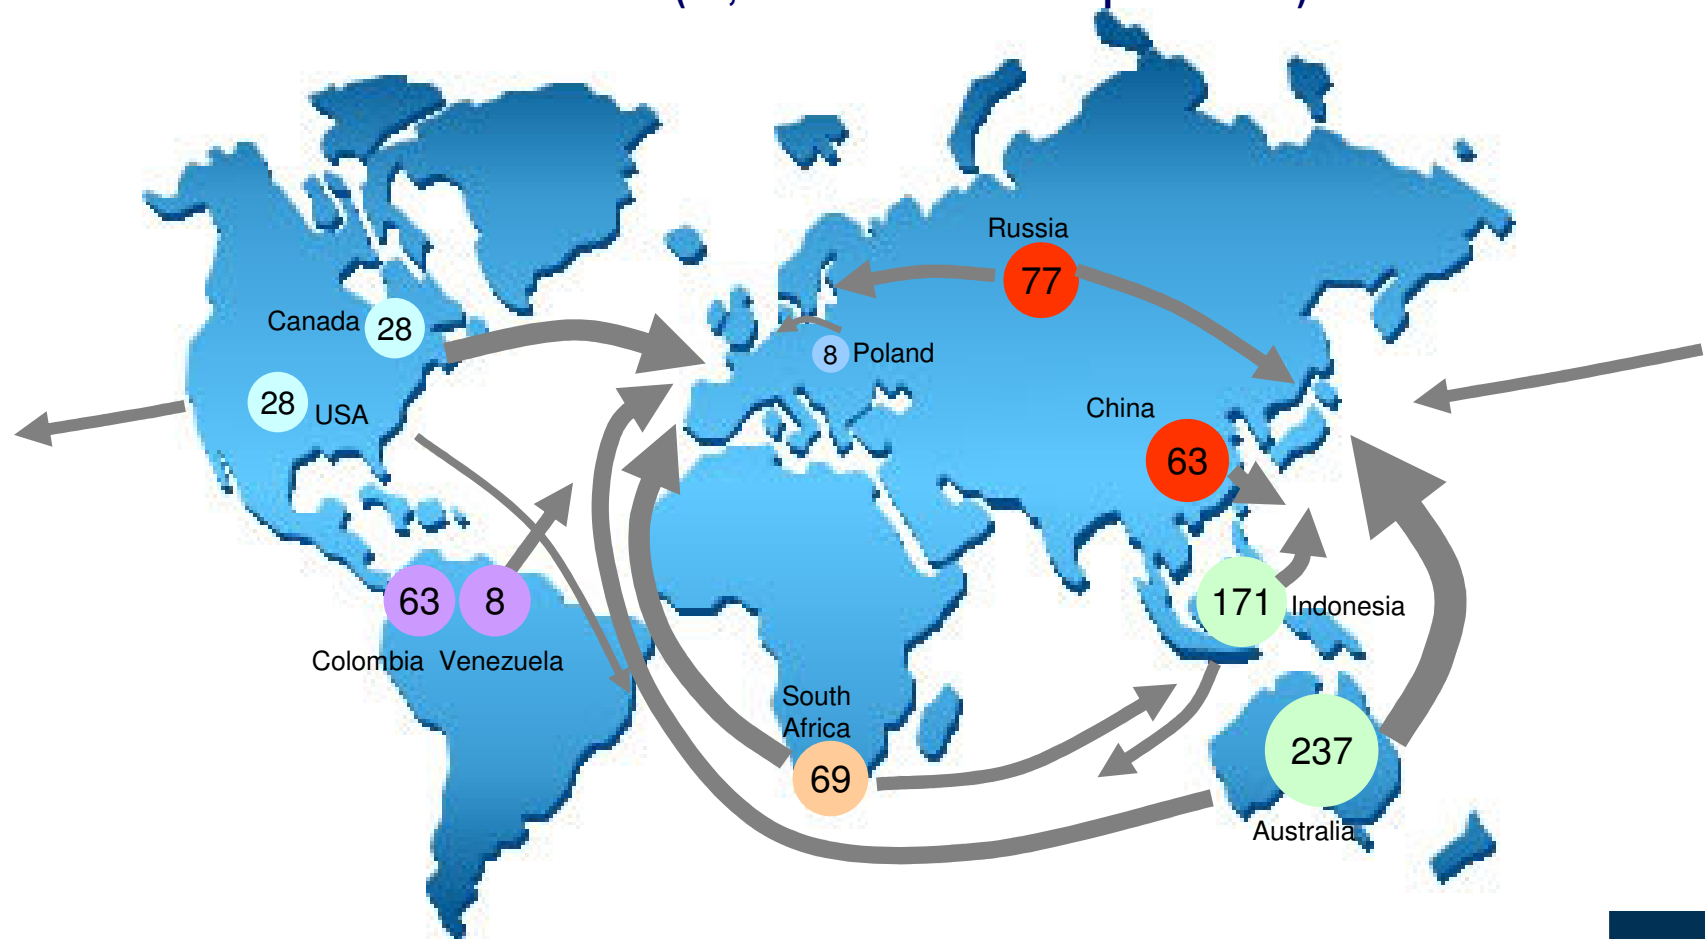 Russia
77
Canada
28
8
Poland
28
USA
China
63
63
8
171
Indonesia
Colombia
Venezuela
South
Africa
69
237
Australia